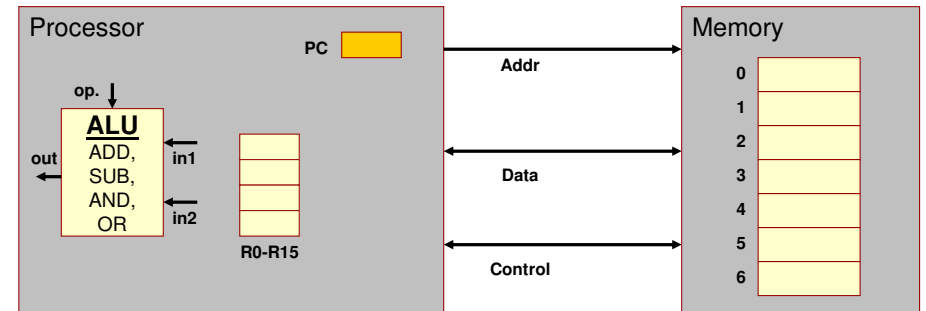 Processor
PC
op.
ALU
ADD,
SUB,
AND,
OR
out
in1
in2
R0-R15
Addr
Data
Control
Memory
0
1
2
3
4
5
6